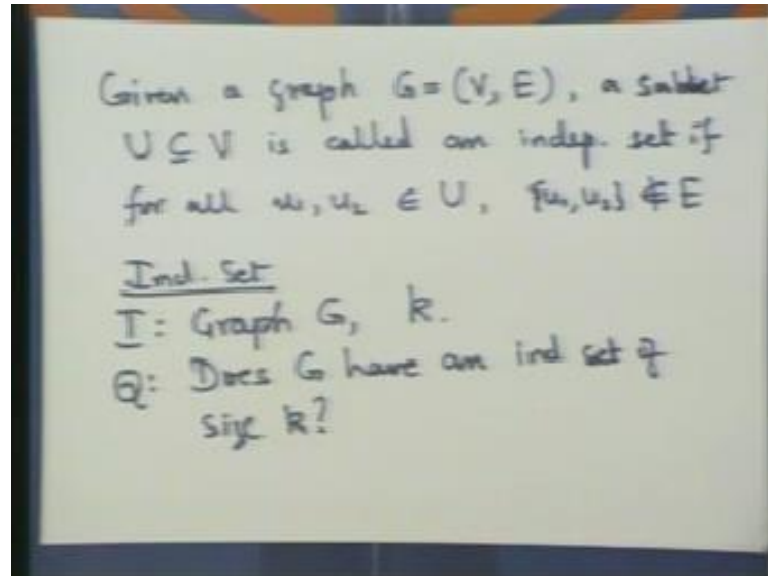 Given a graph G = (V, E), a subset
U ⊆ V is called an indep. set if
for all u₁, u₂ ∈ U, {u₁, u₂} ∉ E
Ind. Set
I: Graph G, k.
Q: Does G have an ind set of
size k?